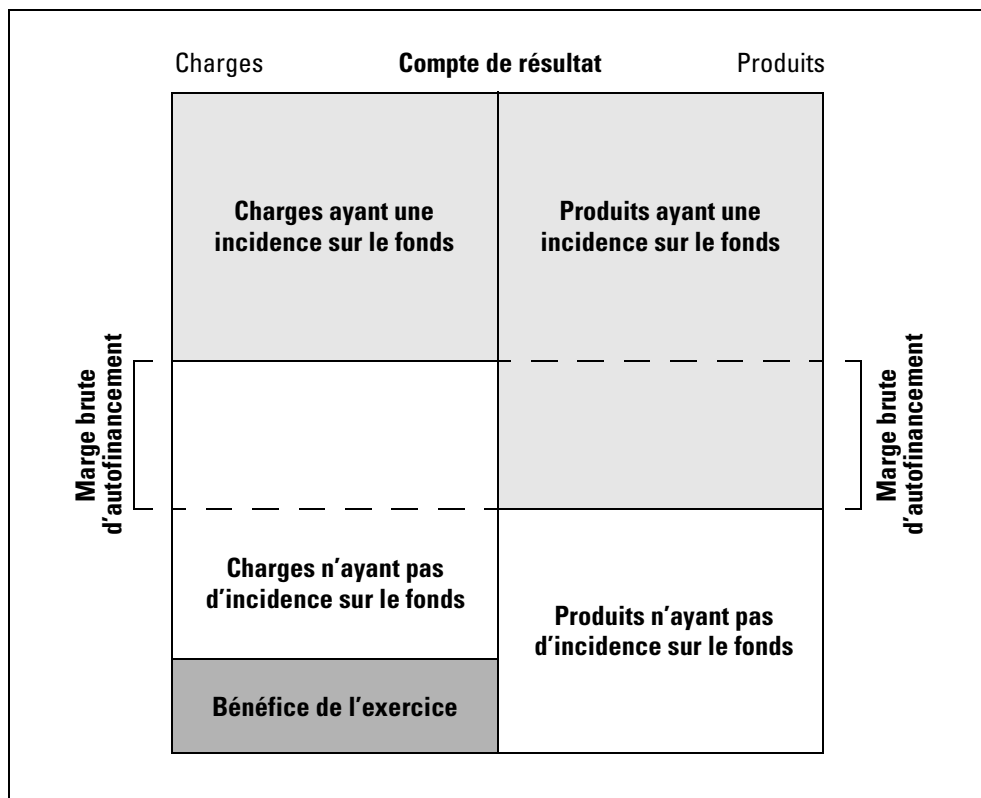 Charges Compte de résultat Produits
Charges ayant une
incidence sur le fonds
Produits ayant une
incidence sur le fonds
Marge brute
d'autofinancement
Marge brute
d'autofinancement
Charges n'ayant pas
d'incidence sur le fonds
Produits n'ayant pas
d'incidence sur le fonds
Bénéfice de l'exercice